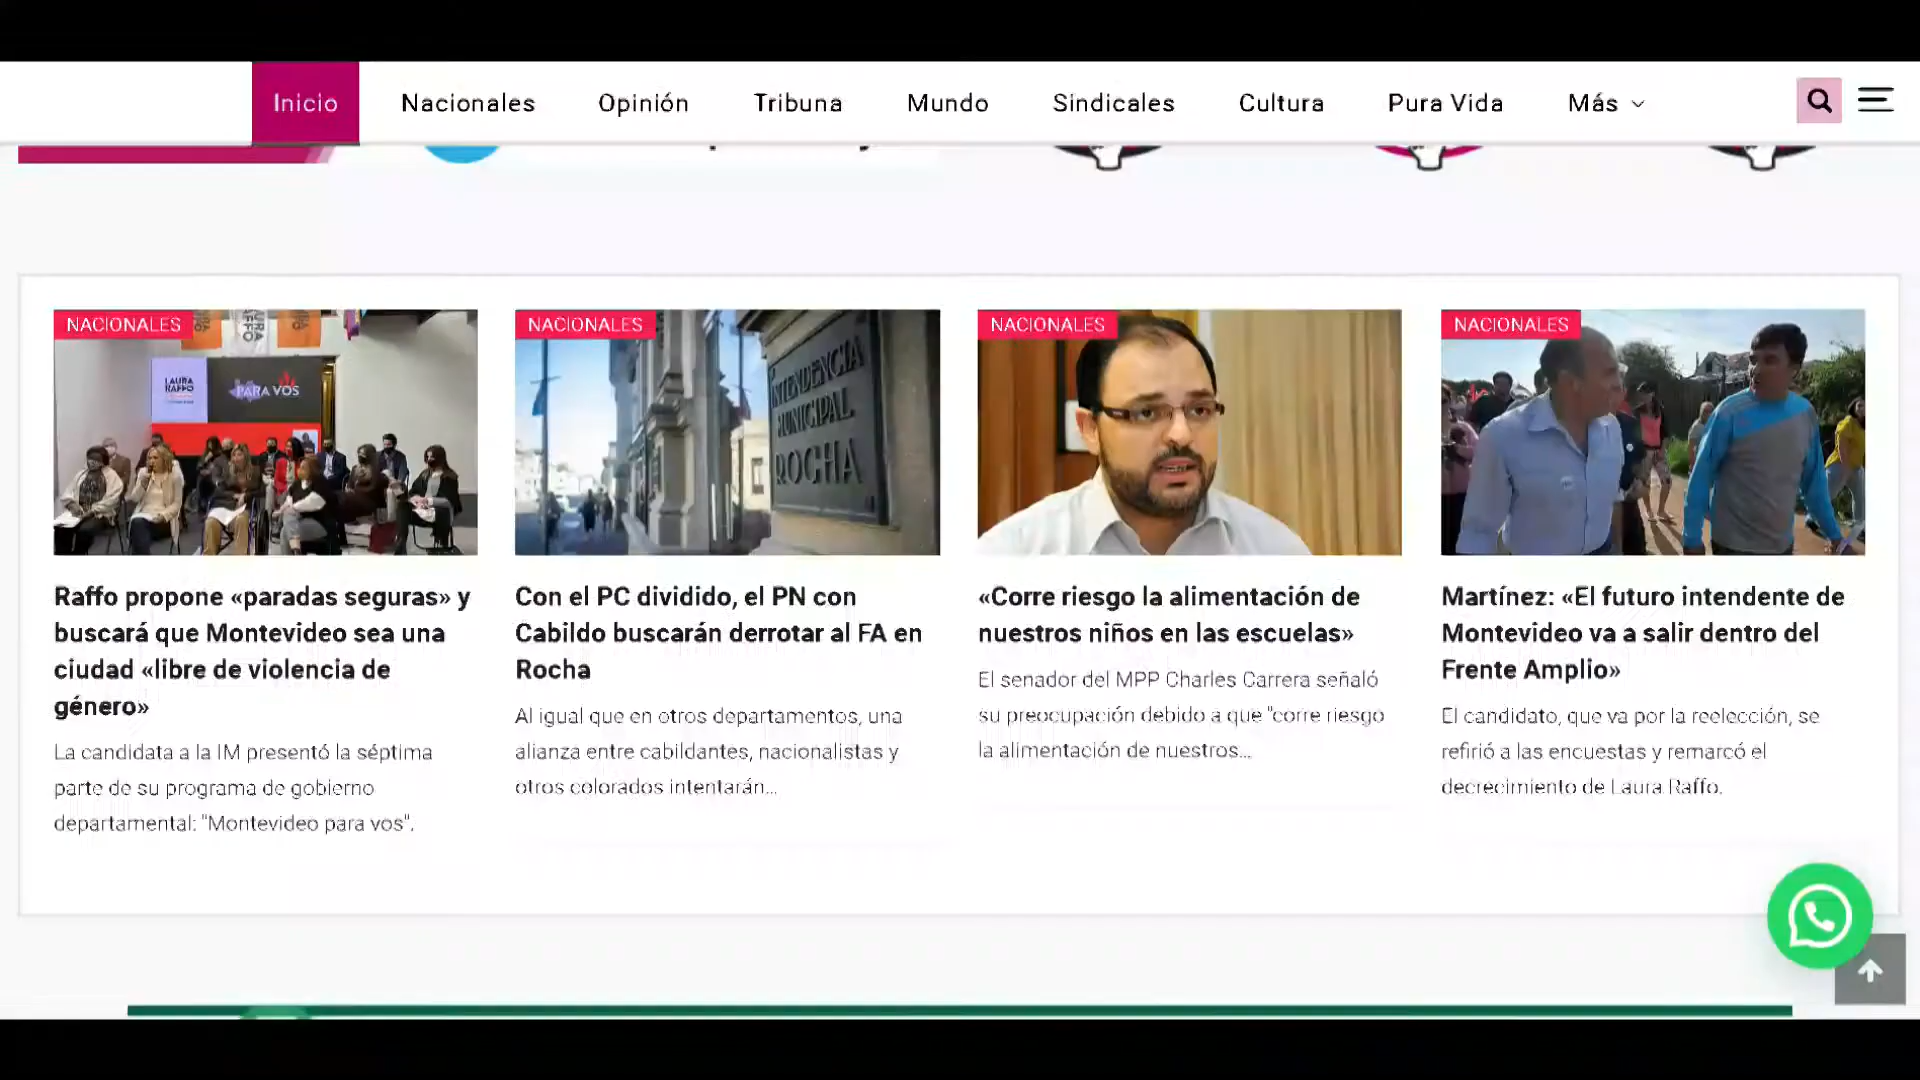 Inicio
Nacionales
Opinión
Tribuna
Mundo
Sindicales
Cultura
Pura Vida
Más
NACIONALES
LAURA
RAFFO
PARA VOS
Raffo propone «paradas seguras» y
buscará que Montevideo sea una
ciudad «libre de violencia de
género»
La candidata a la IM presentó la séptima
parte de su programa de gobierno
departamental: "Montevideo para vos".
NACIONALES
INTENDENCIA
MUNICIPAL
ROCHA
Con el PC dividido, el PN con
Cabildo buscarán derrotar al FA en
Rocha
Al igual que en otros departamentos, una
alianza entre cabildantes, nacionalistas y
otros colorados intentarán...
NACIONALES
«Corre riesgo la alimentación de
nuestros niños en las escuelas»
El senador del MPP Charles Carrera señaló
su preocupación debido a que "corre riesgo
la alimentación de nuestros...
NACIONALES
Martínez: «El futuro intendente de
Montevideo va a salir dentro del
Frente Amplio»
El candidato, que va por la reelección, se
refirió a las encuestas y remarcó el
decrecimiento de Laura Raffo.